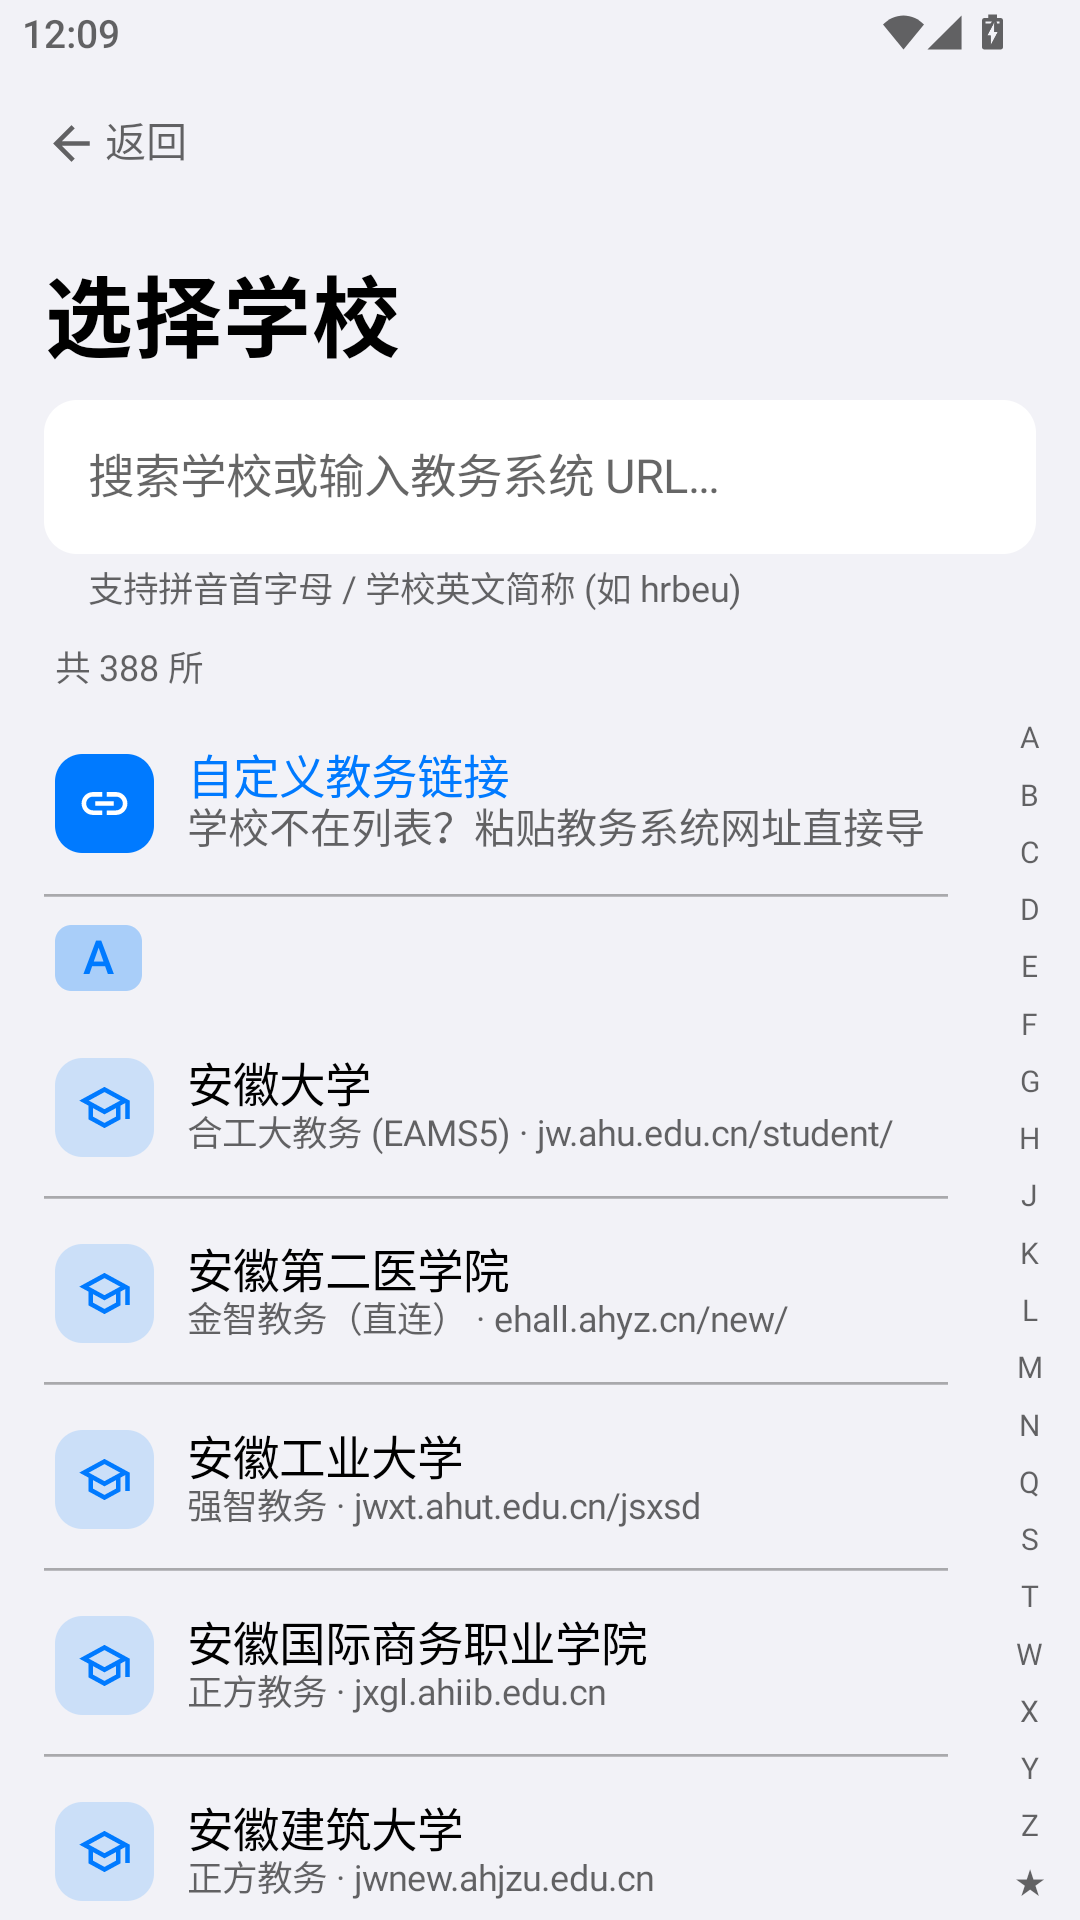 12:09
返回
选择学校
搜索学校或输入教务系统 URL...
支持拼音首字母 / 学校英文简称 (如 hrbeu)
共 388 所
自定义教务链接
学校不在列表？粘贴教务系统网址直接导
A
安徽大学
合工大教务 (EAMS5) · jw.ahu.edu.cn/student/
安徽第二医学院
金智教务（直连） · ehall.ahyz.cn/new/
安徽工业大学
强智教务 · jwxt.ahut.edu.cn/jsxsd
安徽国际商务职业学院
正方教务 · jxgl.ahiib.edu.cn
安徽建筑大学
正方教务 · jwnew.ahjzu.edu.cn
A
B
C
D
E
F
G
H
J
K
L
M
N
Q
S
T
W
X
Y
Z
★